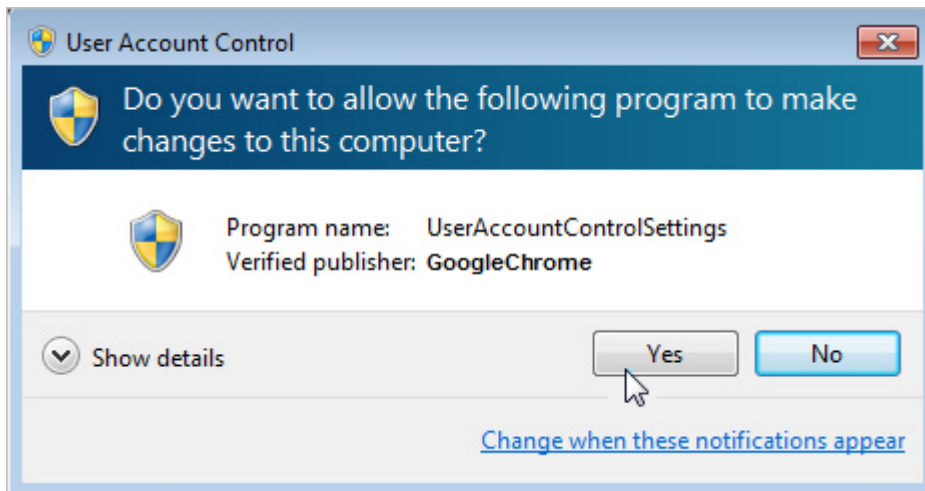 User Account Control
Do you want to allow the following program to make
changes to this computer?
Program name: UserAccountControlSettings
Verified publisher: GoogleChrome
Show details
Yes
No
Change when these notifications appear